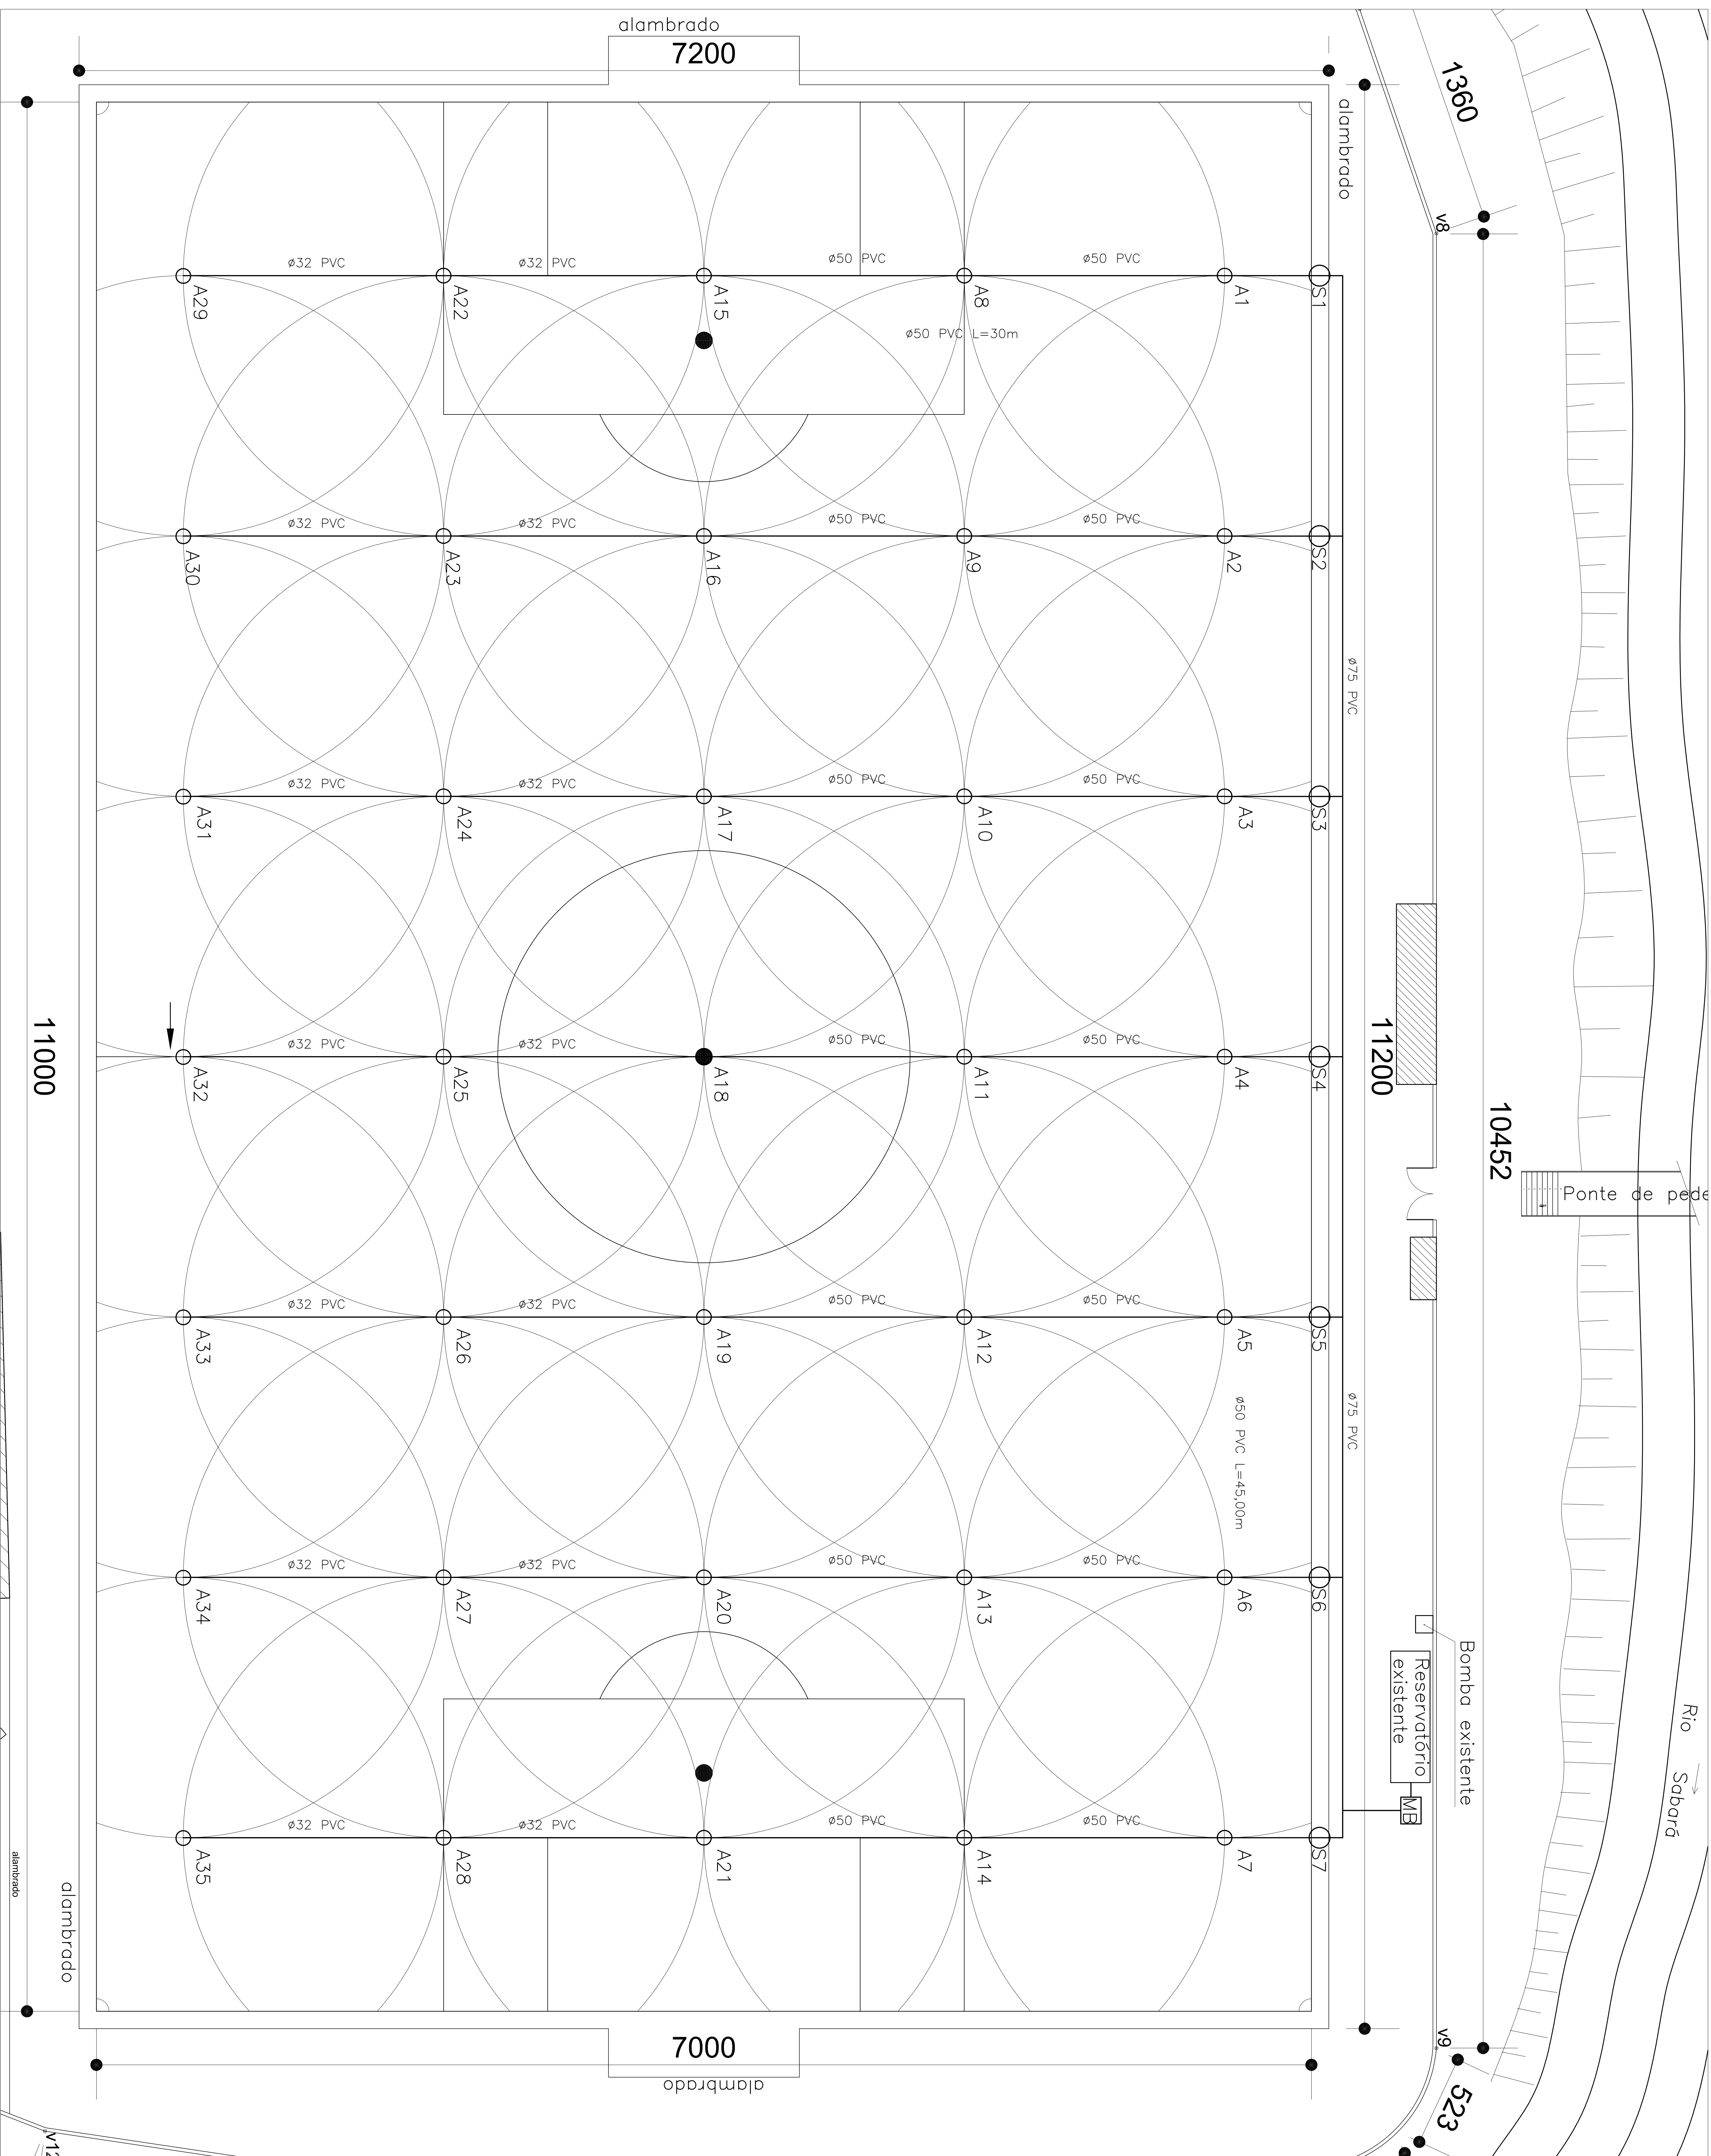 alambrado
7200
1360
alambrado
v8
ø32 PVC
ø32 PVC
ø50 PVC
ø50 PVC
A29
A22
A15
A8
A1
S1
ø50 PVC L=30m
ø32 PVC
ø32 PVC
ø50 PVC
ø50 PVC
A30
A23
A16
A9
A2
S2
ø75 PVC
ø32 PVC
ø32 PVC
ø50 PVC
ø50 PVC
A31
A24
A17
A10
A3
S3
11000
11200
10452
ø32 PVC
ø32 PVC
ø50 PVC
ø50 PVC
A32
A25
A18
A11
A4
S4
Ponte de pede
ø32 PVC
ø32 PVC
ø50 PVC
ø50 PVC
A33
A26
A19
A12
A5
S5
ø50 PVC L=45,00m
ø75 PVC
ø32 PVC
ø32 PVC
ø50 PVC
ø50 PVC
A34
A27
A20
A13
A6
S6
Bomba existente
Reservatório
existente
MB
Rio
Sabará
ø32 PVC
ø32 PVC
ø50 PVC
ø50 PVC
A35
A28
A21
A14
A7
S7
alambrado
alambrado
7000
alambrado
v9
523
v12